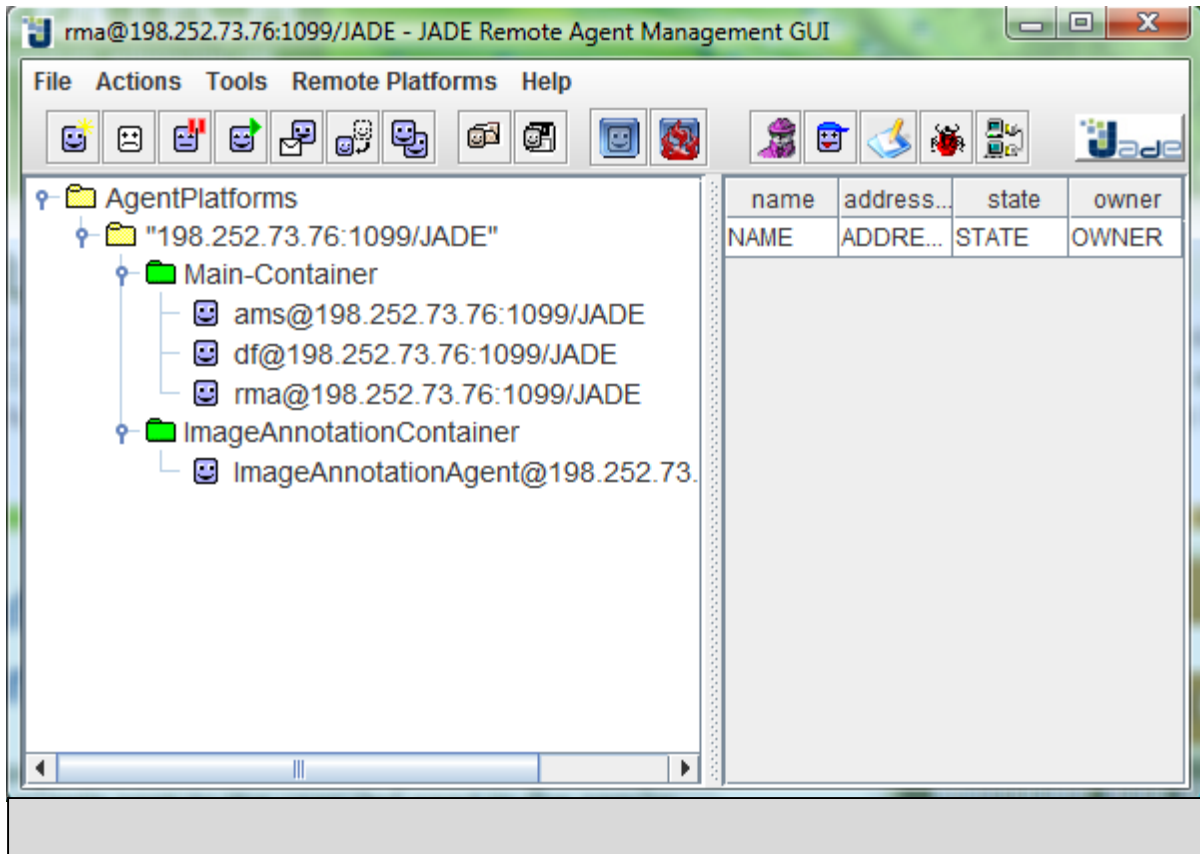 rma@198.252.73.76:1099/JADE - JADE Remote Agent Management GUI
File Actions Tools Remote Platforms Help
Jade
AgentPlatforms
"198.252.73.76:1099/JADE"
Main-Container
ams@198.252.73.76:1099/JADE
df@198.252.73.76:1099/JADE
rma@198.252.73.76:1099/JADE
ImageAnnotationContainer
ImageAnnotationAgent@198.252.73.
name address... state owner
NAME ADDRE... STATE OWNER